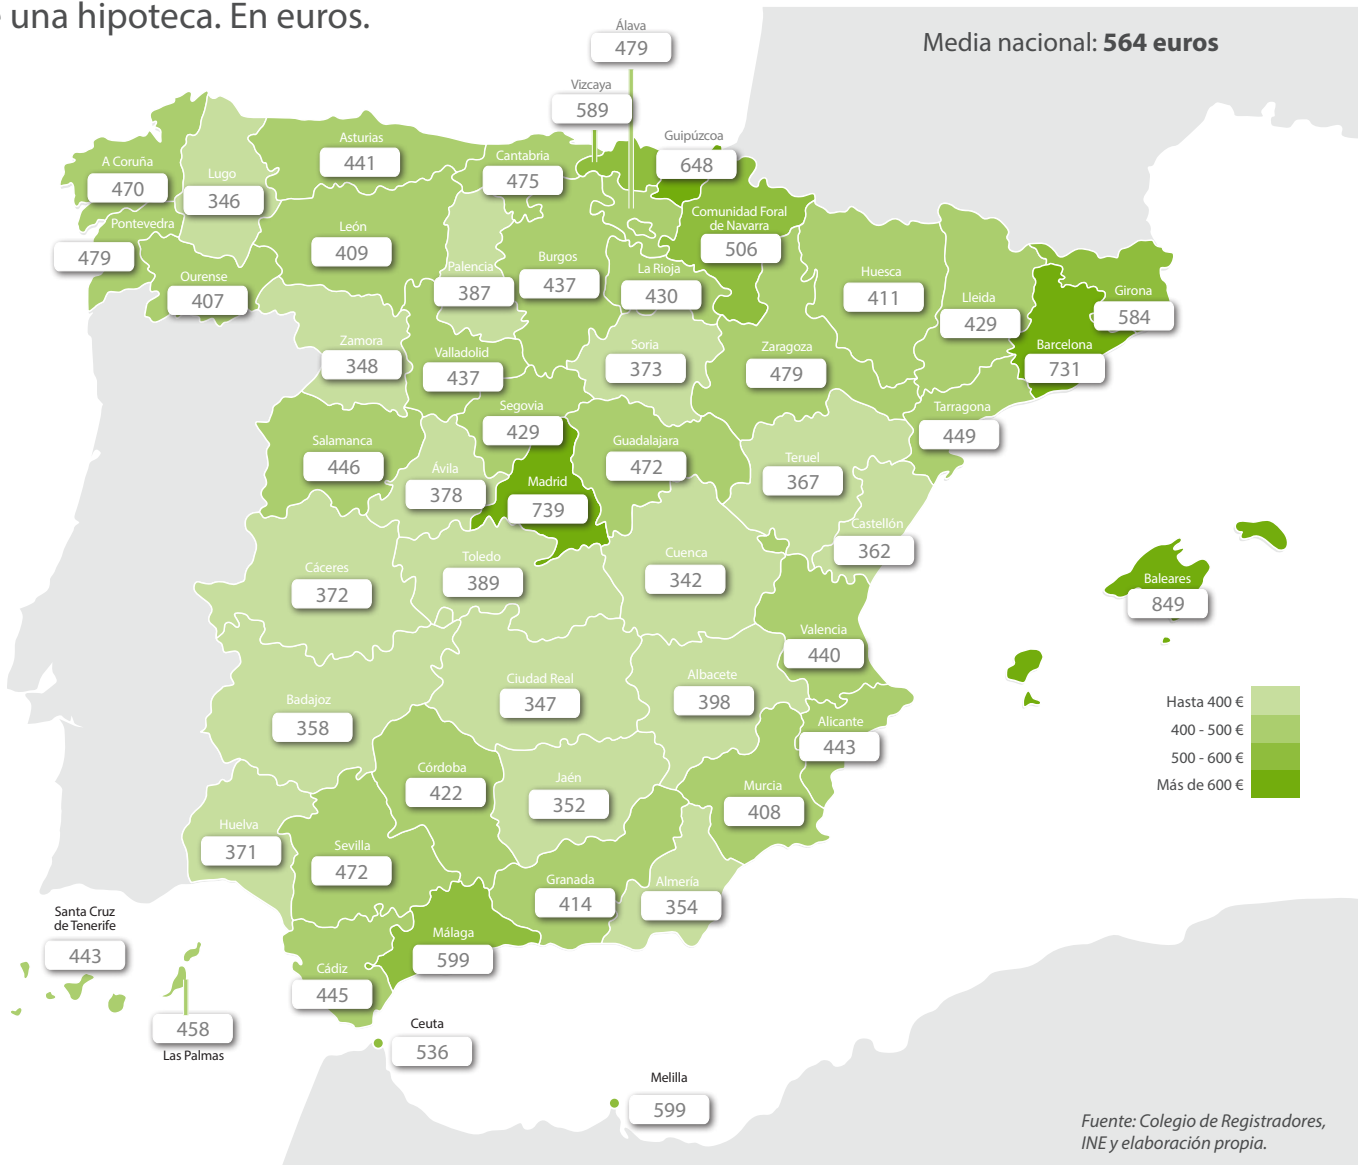 una hipoteca. En euros.
Media nacional: 564 euros
Álava
479
Vizcaya
589
Guipúzcoa
648
Asturias
441
Cantabria
475
A Coruña
470
Lugo
346
Pontevedra
479
Ourense
407
León
409
Palencia
387
Burgos
437
La Rioja
430
Comunidad Foral
de Navarra
506
Huesca
411
Lleida
429
Girona
584
Barcelona
731
Zamora
348
Valladolid
437
Soria
373
Zaragoza
479
Tarragona
449
Segovia
429
Salamanca
446
Ávila
378
Madrid
739
Guadalajara
472
Teruel
367
Castellón
362
Cáceres
372
Toledo
389
Cuenca
342
Baleares
849
Valencia
440
Badajoz
358
Ciudad Real
347
Albacete
398
Alicante
443
Hasta 400 €
400 - 500 €
500 - 600 €
Más de 600 €
Córdoba
422
Jaén
352
Murcia
408
Huelva
371
Sevilla
472
Granada
414
Almería
354
Málaga
599
Cádiz
445
Santa Cruz
de Tenerife
443
458
Las Palmas
Ceuta
536
Melilla
599
Fuente: Colegio de Registradores,
INE y elaboración propia.